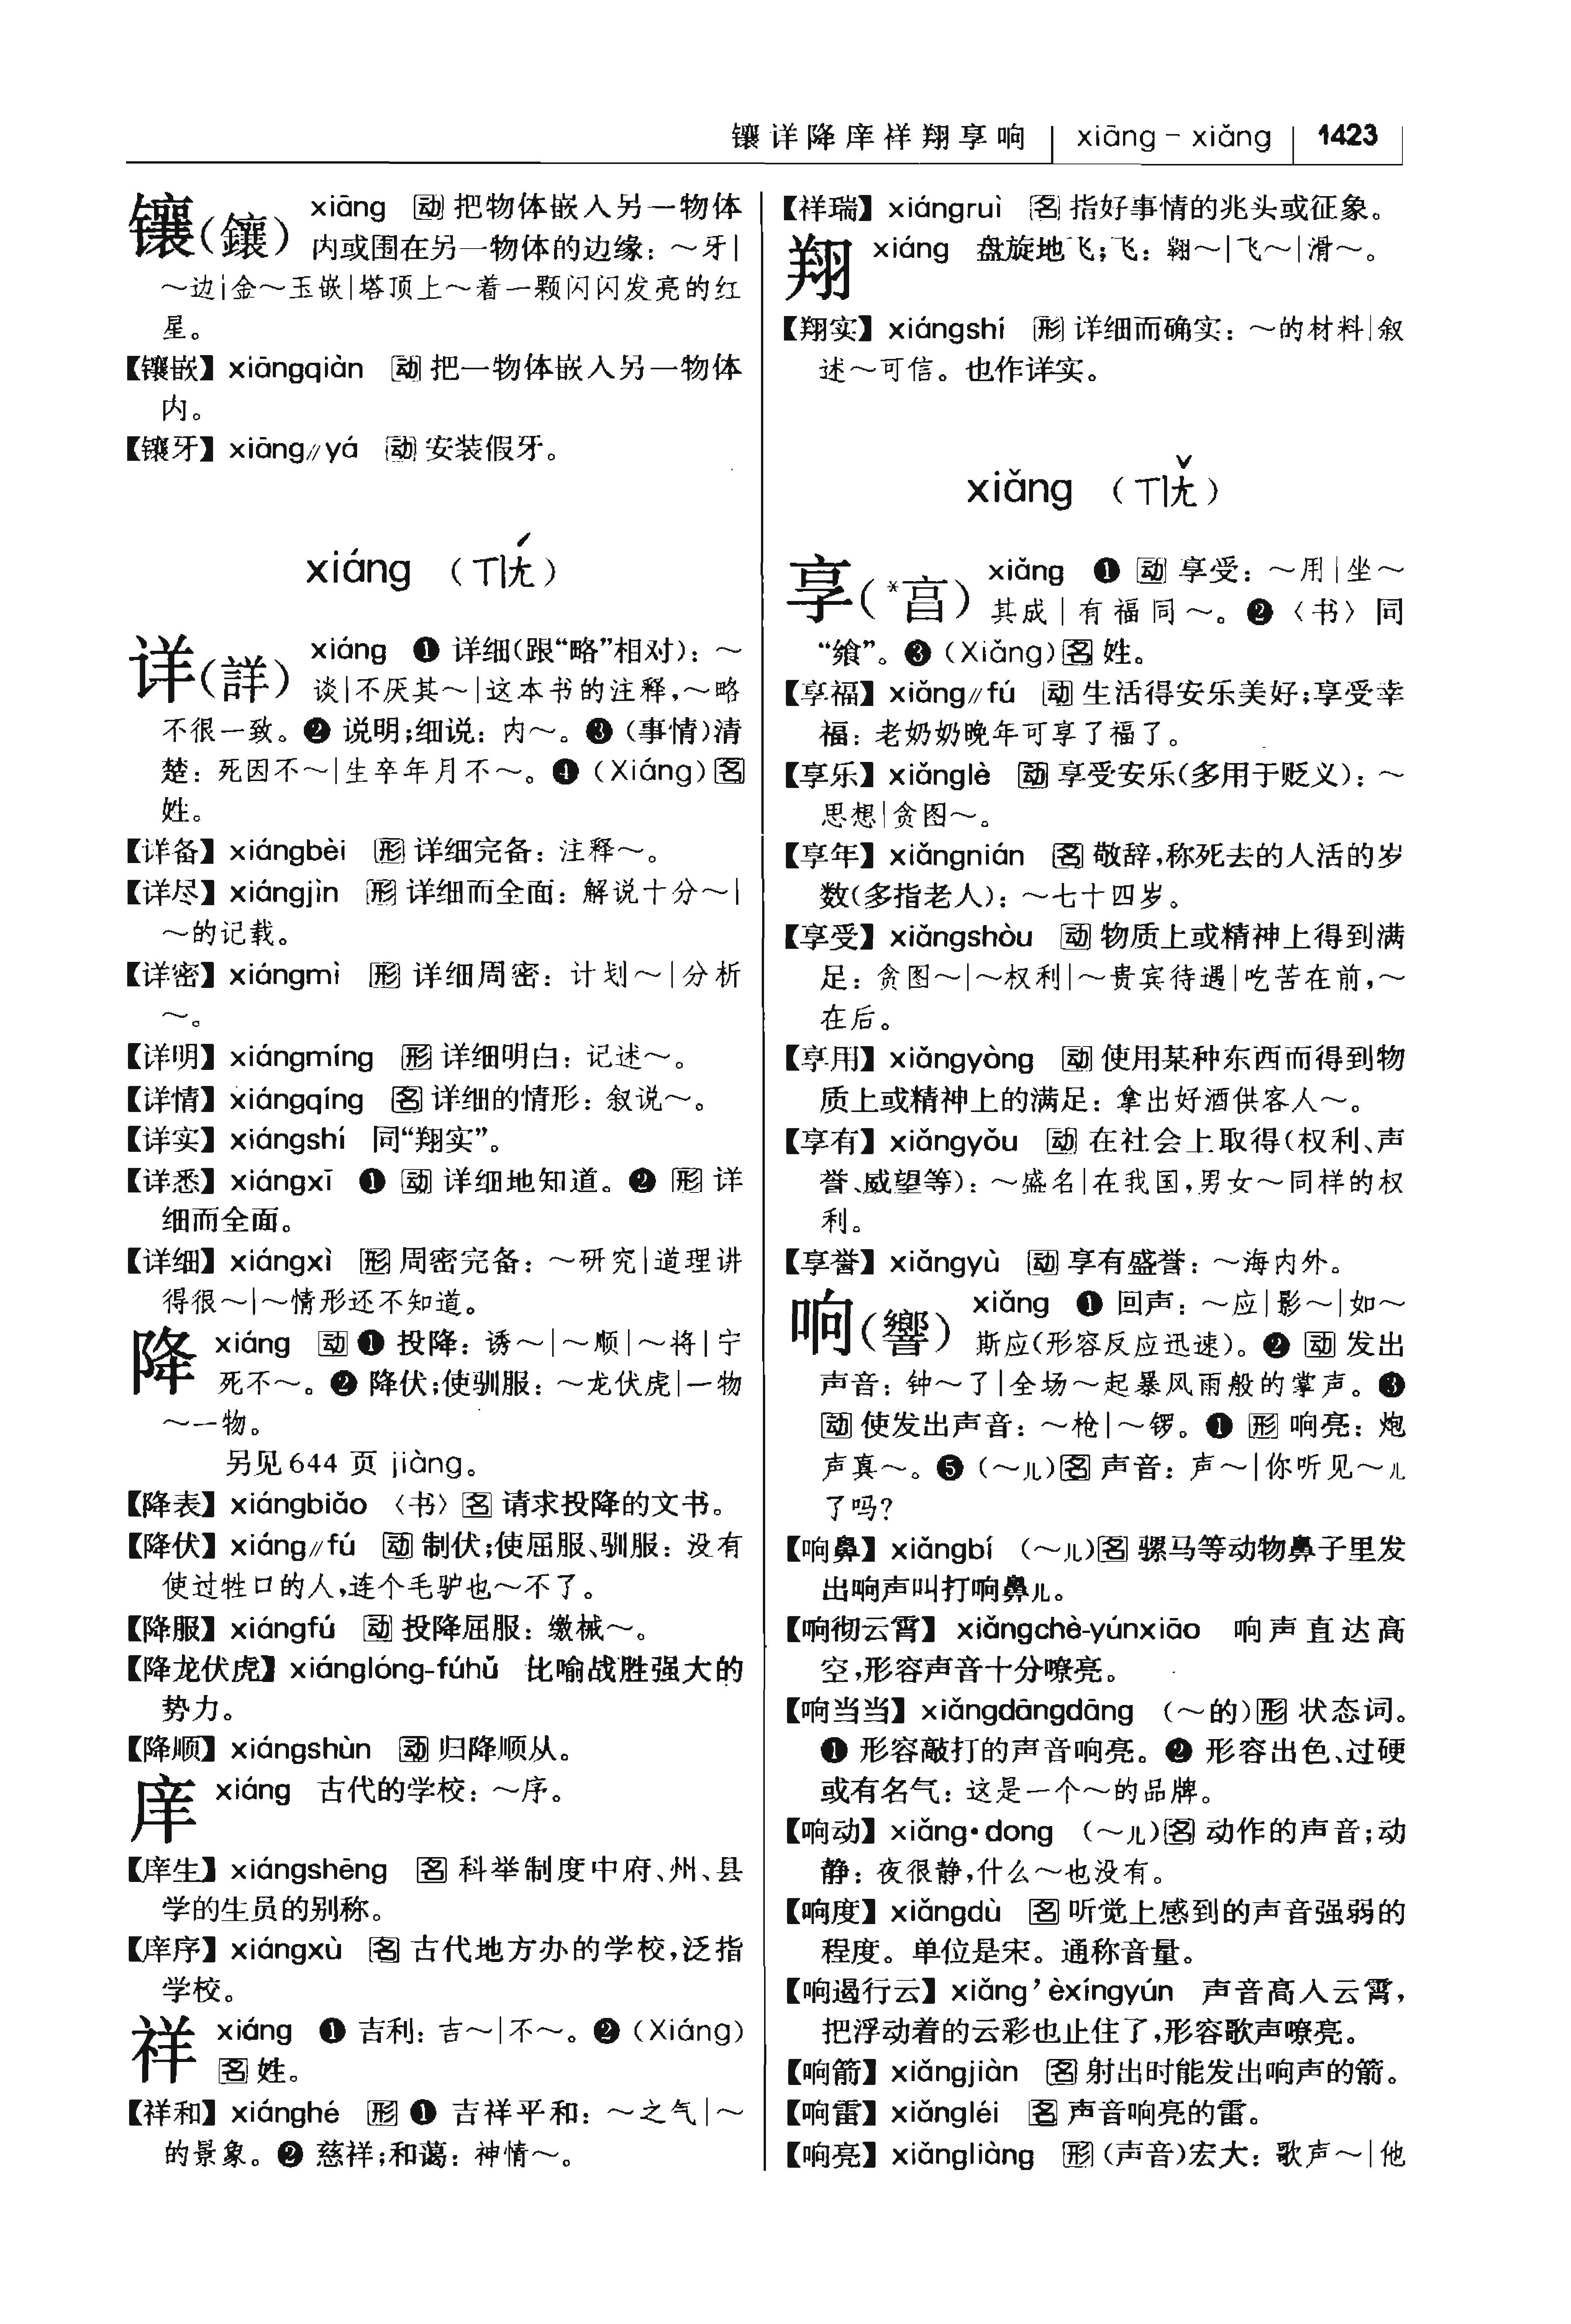 镶详降庠祥翔享响 xiāng – xiǎng 1423
镶(鑲) xiāng 动 把物体嵌入另一物体
内或围在另一物体的边缘：～牙|
～边|金～玉嵌|塔顶上～着一颗闪闪发亮的红
星。
【镶嵌】xiāngqiàn 动 把一物体嵌入另一物体
内。
【镶牙】xiāng//yá 动 安装假牙。
xiáng （ㄒㄧㄤˊ）
详(詳) xiáng ❶ 详细(跟“略”相对)：～
谈|不厌其～|这本书的注释,～略
不很一致。❷ 说明;细说：内～。❸ (事情)清
楚：死因不～|生卒年月不～。❹ (Xiáng) 名
姓。
【详备】xiángbèi 形 详细完备：注释～。
【详尽】xiángjìn 形 详细而全面：解说十分～|
～的记载。
【详密】xiángmì 形 详细周密：计划～|分析
～。
【详明】xiángmíng 形 详细明白：记述～。
【详情】xiángqíng 名 详细的情形：叙说～。
【详实】xiángshí 同“翔实”。
【详悉】xiángxī ❶ 动 详细地知道。❷ 形 详
细而全面。
【详细】xiángxì 形 周密完备：～研究|道理讲
得很～|～情形还不知道。
降 xiáng 动 ❶ 投降：诱～|～顺|～将|宁
死不～。❷ 降伏;使驯服：～龙伏虎|一物
～一物。
另见644 页 jiàng。
【降表】xiángbiǎo 〈书〉名 请求投降的文书。
【降伏】xiáng//fú 动 制伏;使屈服、驯服：没有
使过牲口的人,连个毛驴也～不了。
【降服】xiángfú 动 投降屈服：缴械～。
【降龙伏虎】xiánglóng-fúhǔ 比喻战胜强大的
势力。
【降顺】xiángshùn 动 归降顺从。
庠 xiáng 古代的学校：～序。
【庠生】xiángshēng 名 科举制度中府、州、县
学的生员的别称。
【庠序】xiángxù 名 古代地方办的学校,泛指
学校。
祥 xiáng ❶ 吉利：吉～|不～。❷ (Xiáng)
名 姓。
【祥和】xiánghé 形 ❶ 吉祥平和：～之气|～
的景象。❷ 慈祥;和蔼：神情～。
【祥瑞】xiángruì 名 指好事情的兆头或征象。
翔 xiáng 盘旋地飞;飞：翱～|飞～|滑～。
【翔实】xiángshí 形 详细而确实：～的材料|叙
述～可信。也作详实。
xiǎng （ㄒㄧㄤˇ）
享(*亯) xiǎng ❶ 动 享受：～用|坐～
其成|有福同～。❷〈书〉同
“飨”。❸ (Xiǎng) 名 姓。
【享福】xiǎng//fú 动 生活得安乐美好;享受幸
福：老奶奶晚年可享了福了。
【享乐】xiǎnglè 动 享受安乐(多用于贬义)：～
思想|贪图～。
【享年】xiǎngnián 名 敬辞,称死去的人活的岁
数(多指老人)：～七十四岁。
【享受】xiǎngshòu 动 物质上或精神上得到满
足：贪图～|～权利|～贵宾待遇|吃苦在前,～
在后。
【享用】xiǎngyòng 动 使用某种东西而得到物
质上或精神上的满足：拿出好酒供客人～。
【享有】xiǎngyǒu 动 在社会上取得(权利、声
誉、威望等)：～盛名|在我国,男女～同样的权
利。
【享誉】xiǎngyù 动 享有盛誉：～海内外。
响(響) xiǎng ❶ 回声：～应|影～|如～
斯应(形容反应迅速)。❷ 动 发出
声音：钟～了|全场～起暴风雨般的掌声。❸
动 使发出声音：～枪|～锣。❹ 形 响亮：炮
声真～。❺ (～儿) 名 声音：声～|你听见～儿
了吗?
【响鼻】xiǎngbí (～儿) 名 骡马等动物鼻子里发
出响声叫打响鼻儿。
【响彻云霄】xiǎngchè-yúnxiāo 响声直达高
空,形容声音十分嘹亮。
【响当当】xiǎngdāngdāng (～的) 形 状态词。
❶ 形容敲打的声音响亮。❷ 形容出色、过硬
或有名气：这是一个～的品牌。
【响动】xiǎng•dong (～儿) 名 动作的声音;动
静：夜很静,什么～也没有。
【响度】xiǎngdù 名 听觉上感到的声音强弱的
程度。单位是宋。通称音量。
【响遏行云】xiǎng’èxíngyún 声音高入云霄,
把浮动着的云彩也止住了,形容歌声嘹亮。
【响箭】xiǎngjiàn 名 射出时能发出响声的箭。
【响雷】xiǎngléi 名 声音响亮的雷。
【响亮】xiǎngliàng 形 (声音)宏大：歌声～|他